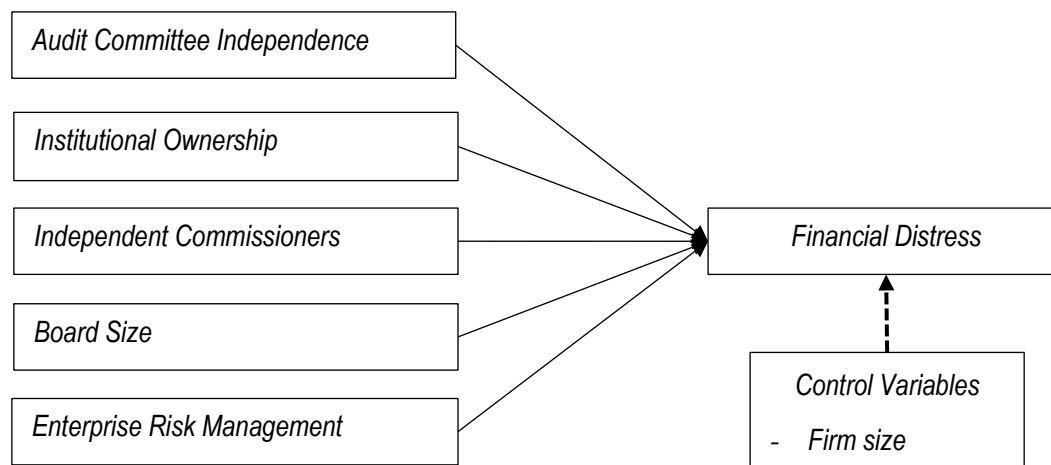 Audit Committee Independence
Institutional Ownership
Independent Commissioners
Board Size
Enterprise Risk Management
Financial Distress
Control Variables
- Firm size